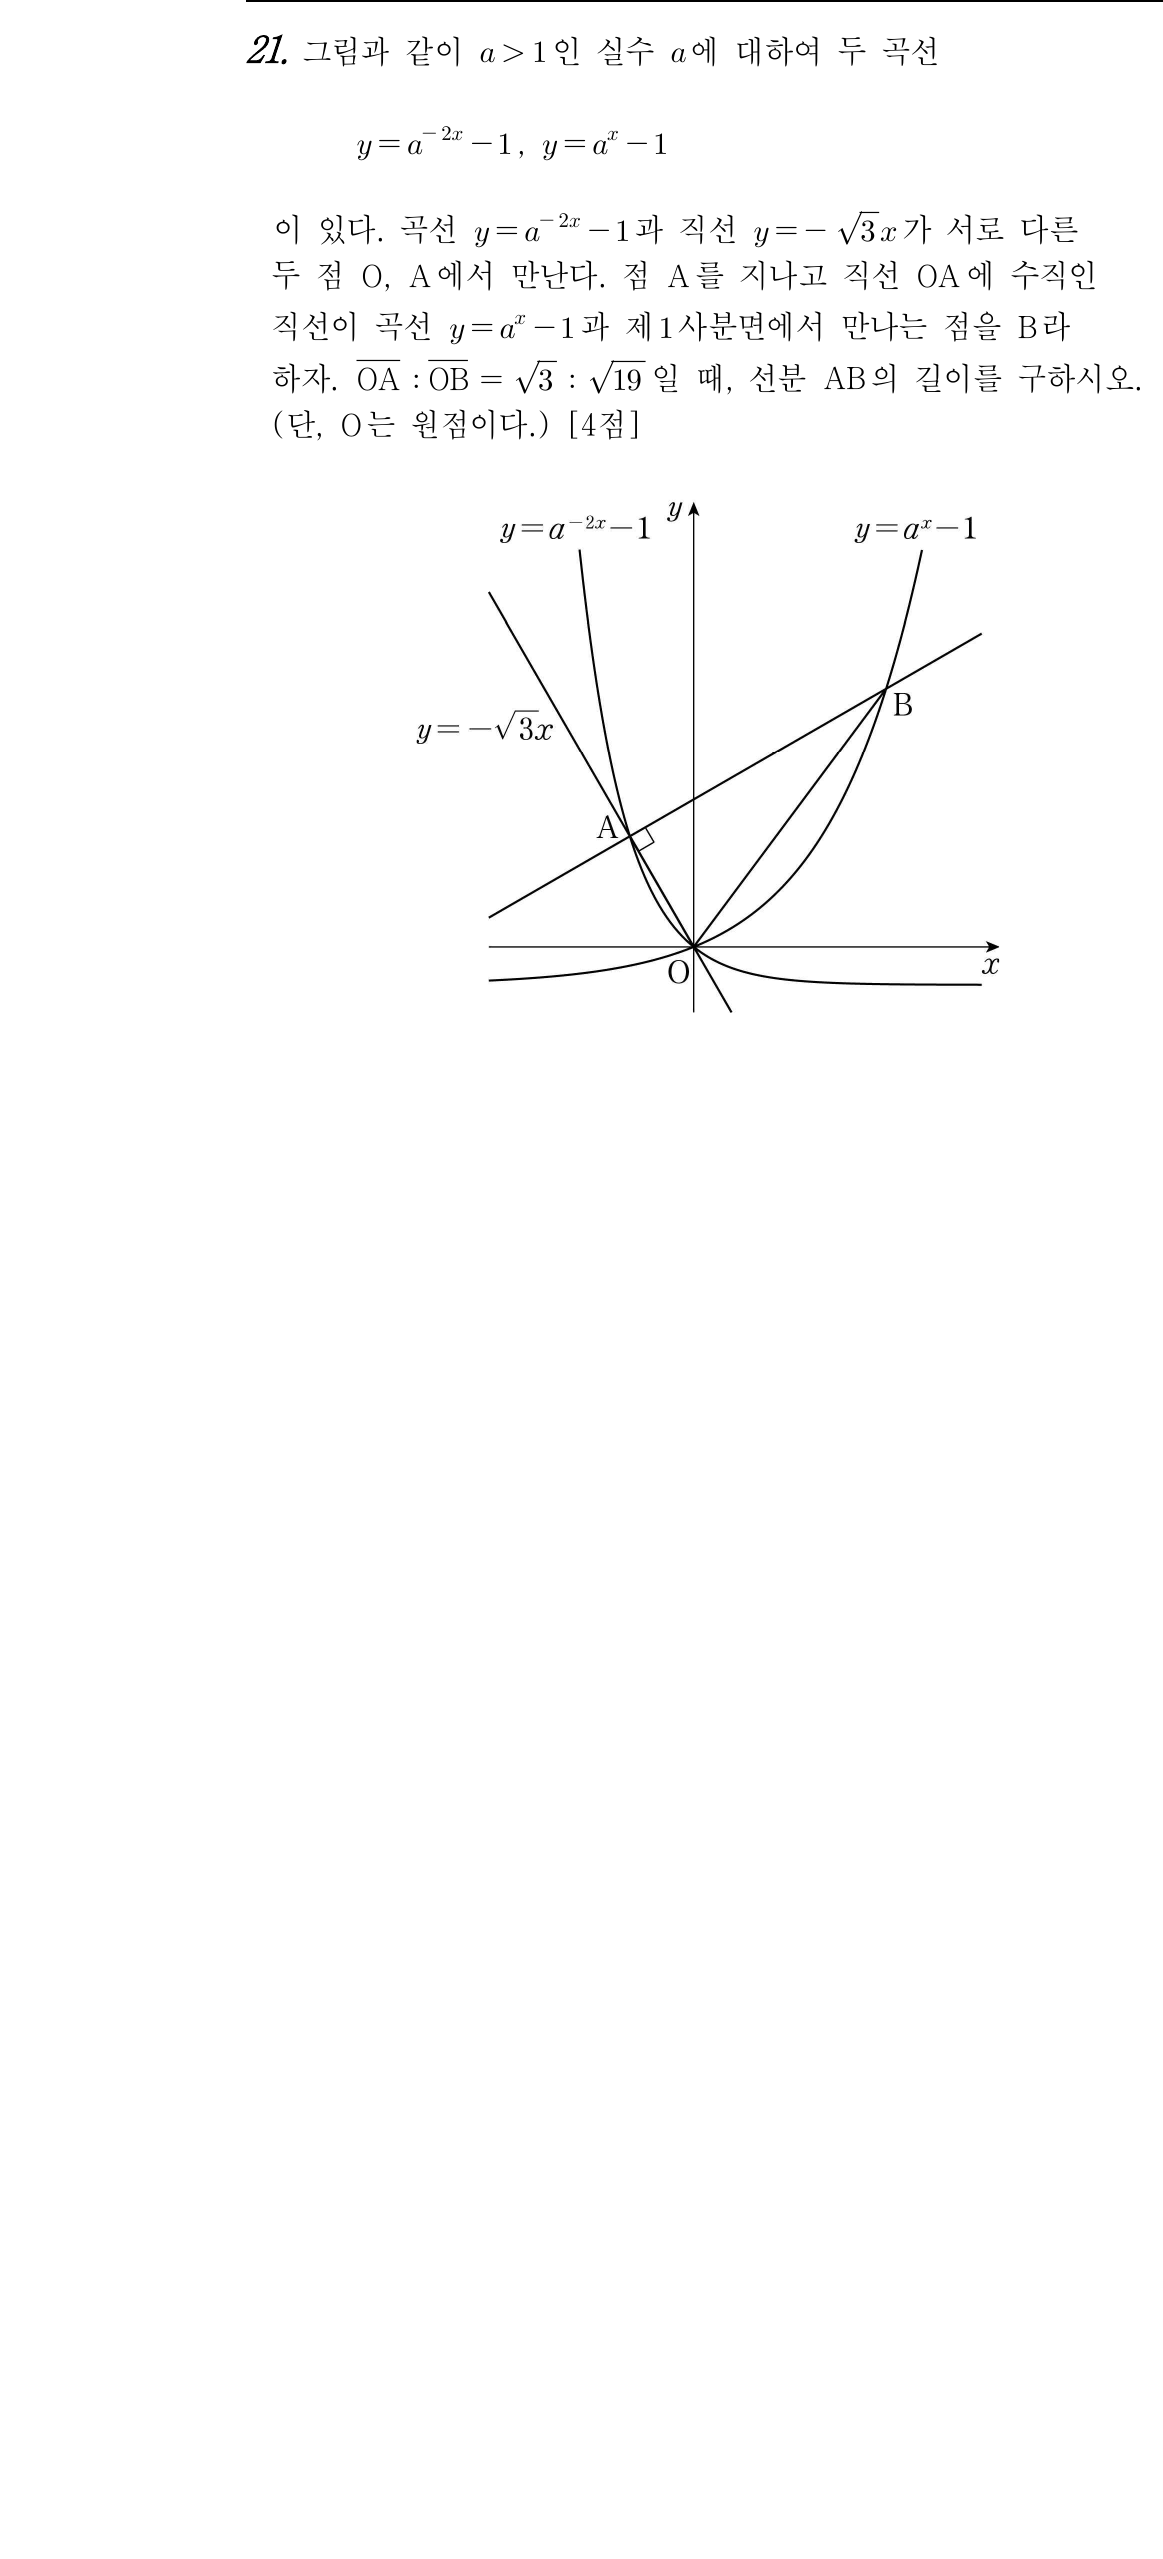 21. 그림과 같이 a > 1인 실수 a에 대하여 두 곡선
y = a^{-2x} - 1, y = a^x - 1
이 있다. 곡선 y = a^{-2x} - 1과 직선 y = -√3x가 서로 다른
두 점 O, A에서 만난다. 점 A를 지나고 직선 OA에 수직인
직선이 곡선 y = a^x - 1과 제1사분면에서 만나는 점을 B라
하자. \overline{OA} : \overline{OB} = √3 : √19 일 때, 선분 AB의 길이를 구하시오.
(단, O는 원점이다.) [4점]
y = a^{-2x} - 1 y y = a^x - 1
B
y = -√3x
A
O x